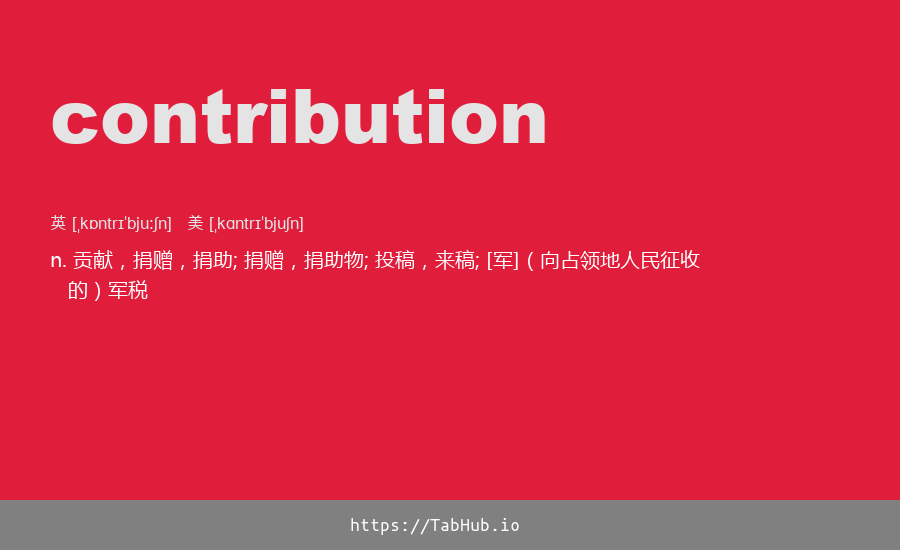 contribution
英 [ˌkɒntrɪˈbjuːʃn]   美 [ˌkɑntrɪˈbjuʃn]
n. 贡献，捐赠，捐助; 捐赠，捐助物; 投稿，来稿; [军]（向占领地人民征收
的）军税
https://TabHub.io